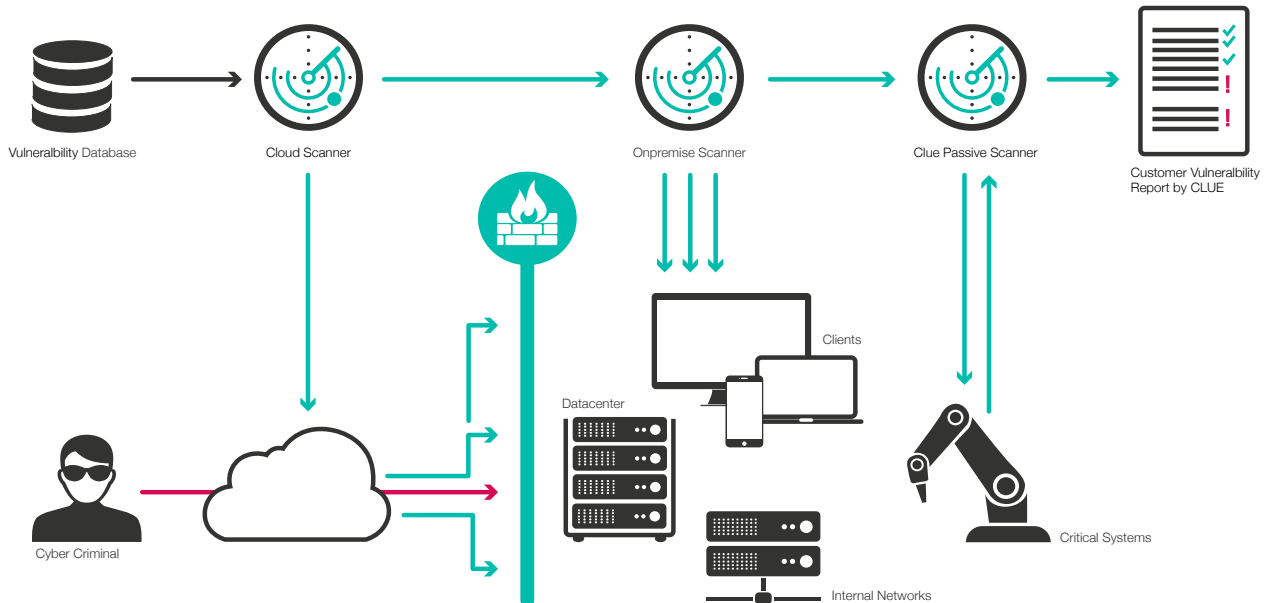 Vulneralbility Database
Cloud Scanner
Onpremise Scanner
Clue Passive Scanner
Customer Vulneralbility
Report by CLUE
Clients
Datacenter
Cyber Criminal
Critical Systems
Internal Networks